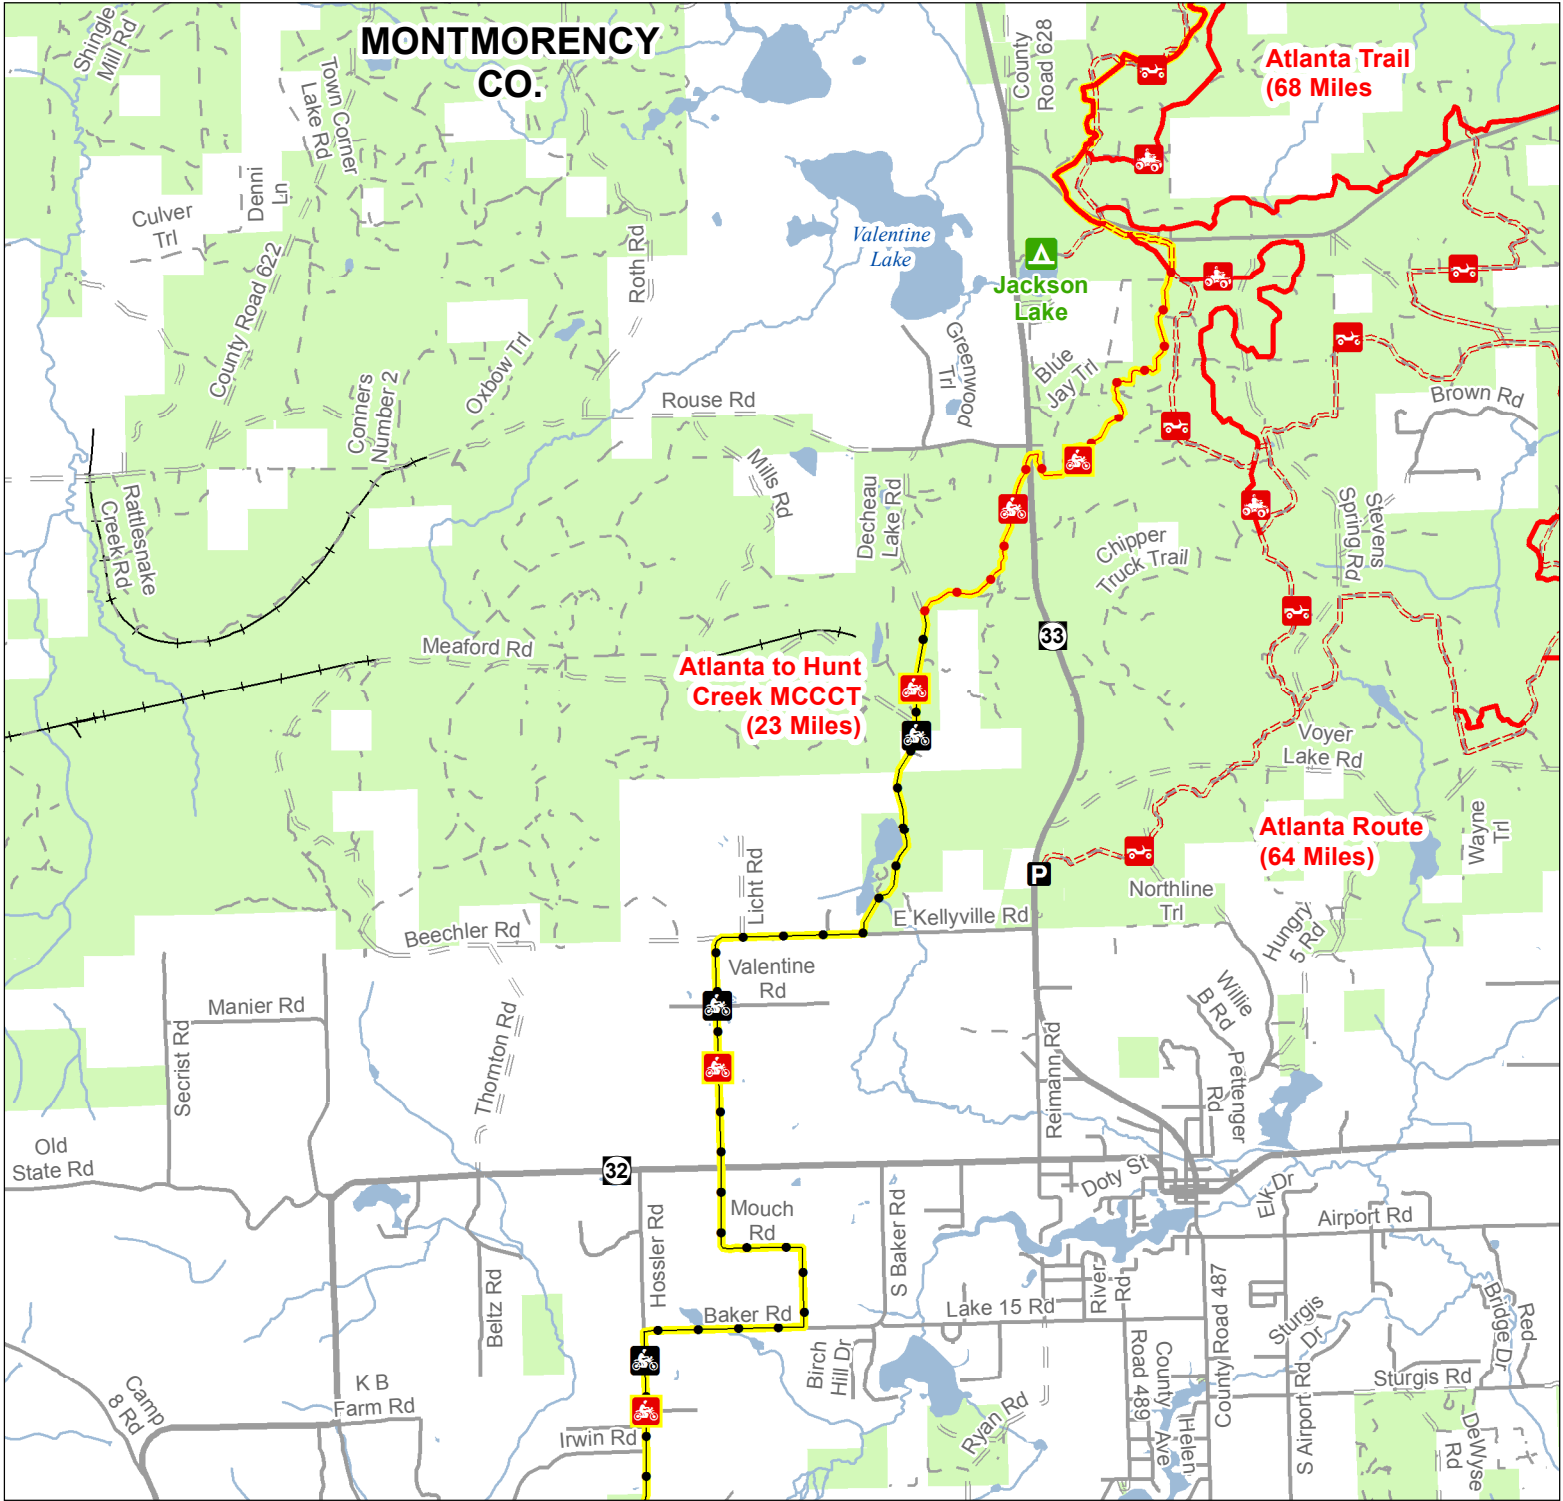 MONTMORENCY
CO.
Shingle
Mill Rd
Town Corner
Lake Rd
County
Road 628
Atlanta Trail
(68 Miles
Culver
Trl
Denni
Ln
County Road 622
Roth Rd
Valentine
Lake
Jackson
Lake
Greenwood
Trl
Blue
Jay Trl
Oxbow Trl
Conners
Number 2
Rouse Rd
Brown Rd
Rattlesnake
Creek Rd
Mills Rd
Decheau
Lake Rd
Chipper
Truck Trail
Stevens
Spring Rd
33
Meaford Rd
Atlanta to Hunt
Creek MCCCT
(23 Miles)
Voyer
Lake Rd
Atlanta Route
(64 Miles)
Wayne
Trl
P
Licht Rd
Northline
Trl
E Kellyville Rd
Beechler Rd
Hungry
5 Rd
Valentine
Rd
Willie
B Rd
Manier Rd
Secrist Rd
Thornton Rd
Reimann Rd
Pettenger
Rd
Old
State Rd
32
Doty St
Elk Dr
Mouch
Rd
S Baker Rd
Airport Rd
Hossler Rd
Beltz Rd
Baker Rd
Lake 15 Rd
River
Rd
County Road 487
Sturgis
Dr
Red
Bridge Dr
Birch
Hill Dr
County
Road 489
Camp
8 Rd
K B
Farm Rd
Irwin Rd
Ryan Rd
Helen
Ave
S Airport Rd
Sturgis Rd
DeWyse
Rd